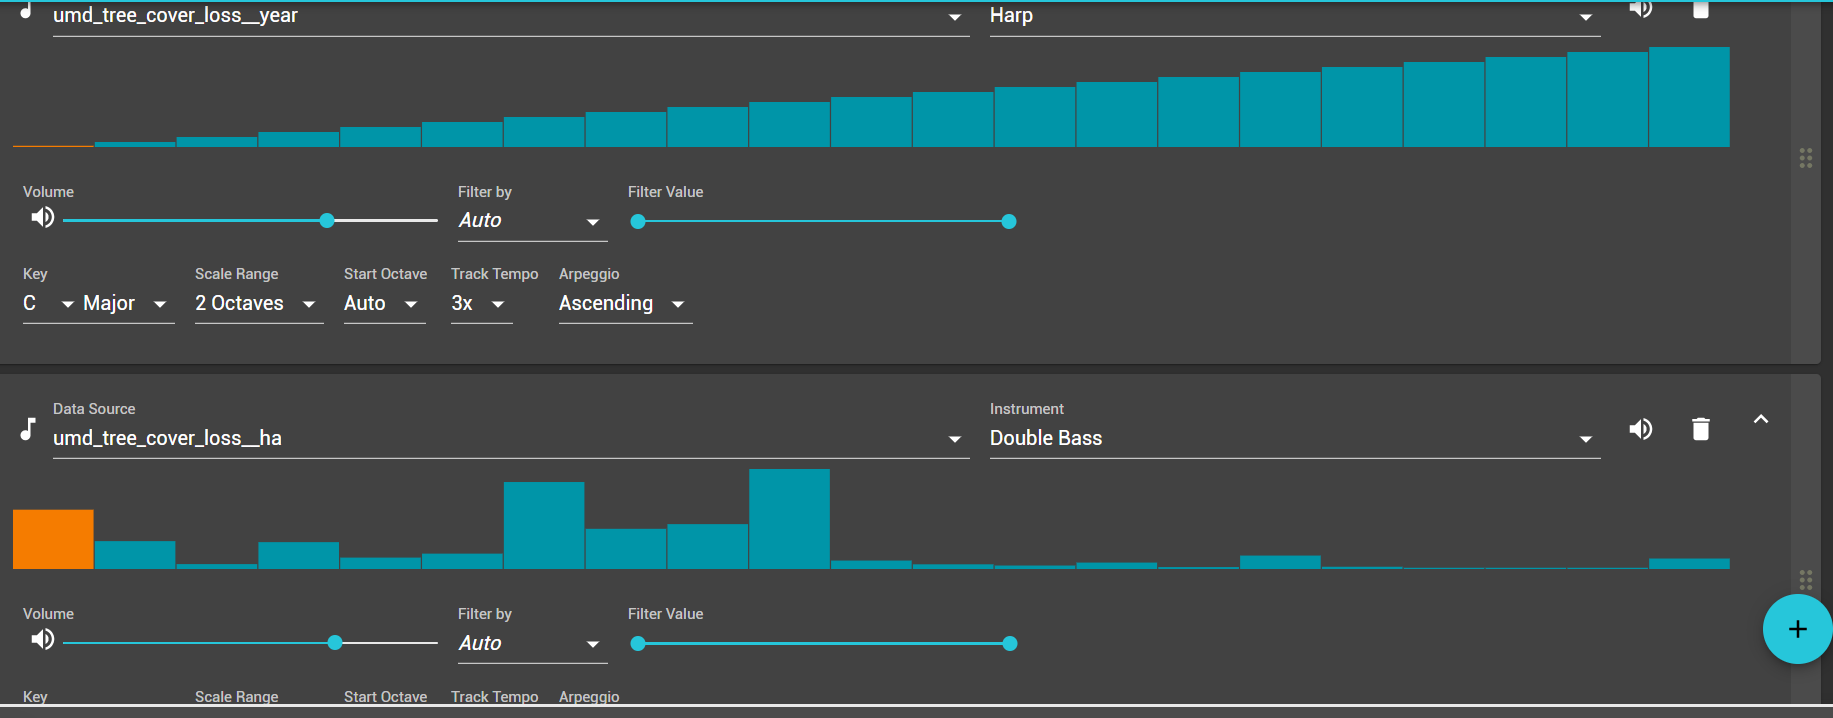 umd_tree_cover_loss__year Harp
Volume Filter by Filter Value
Auto
Key Scale Range Start Octave Track Tempo Arpeggio
C Major 2 Octaves Auto 3x Ascending
Data Source Instrument
umd_tree_cover_loss__ha Double Bass
Volume Filter by Filter Value
Auto
Key Scale Range Start Octave Track Tempo Arpeggio